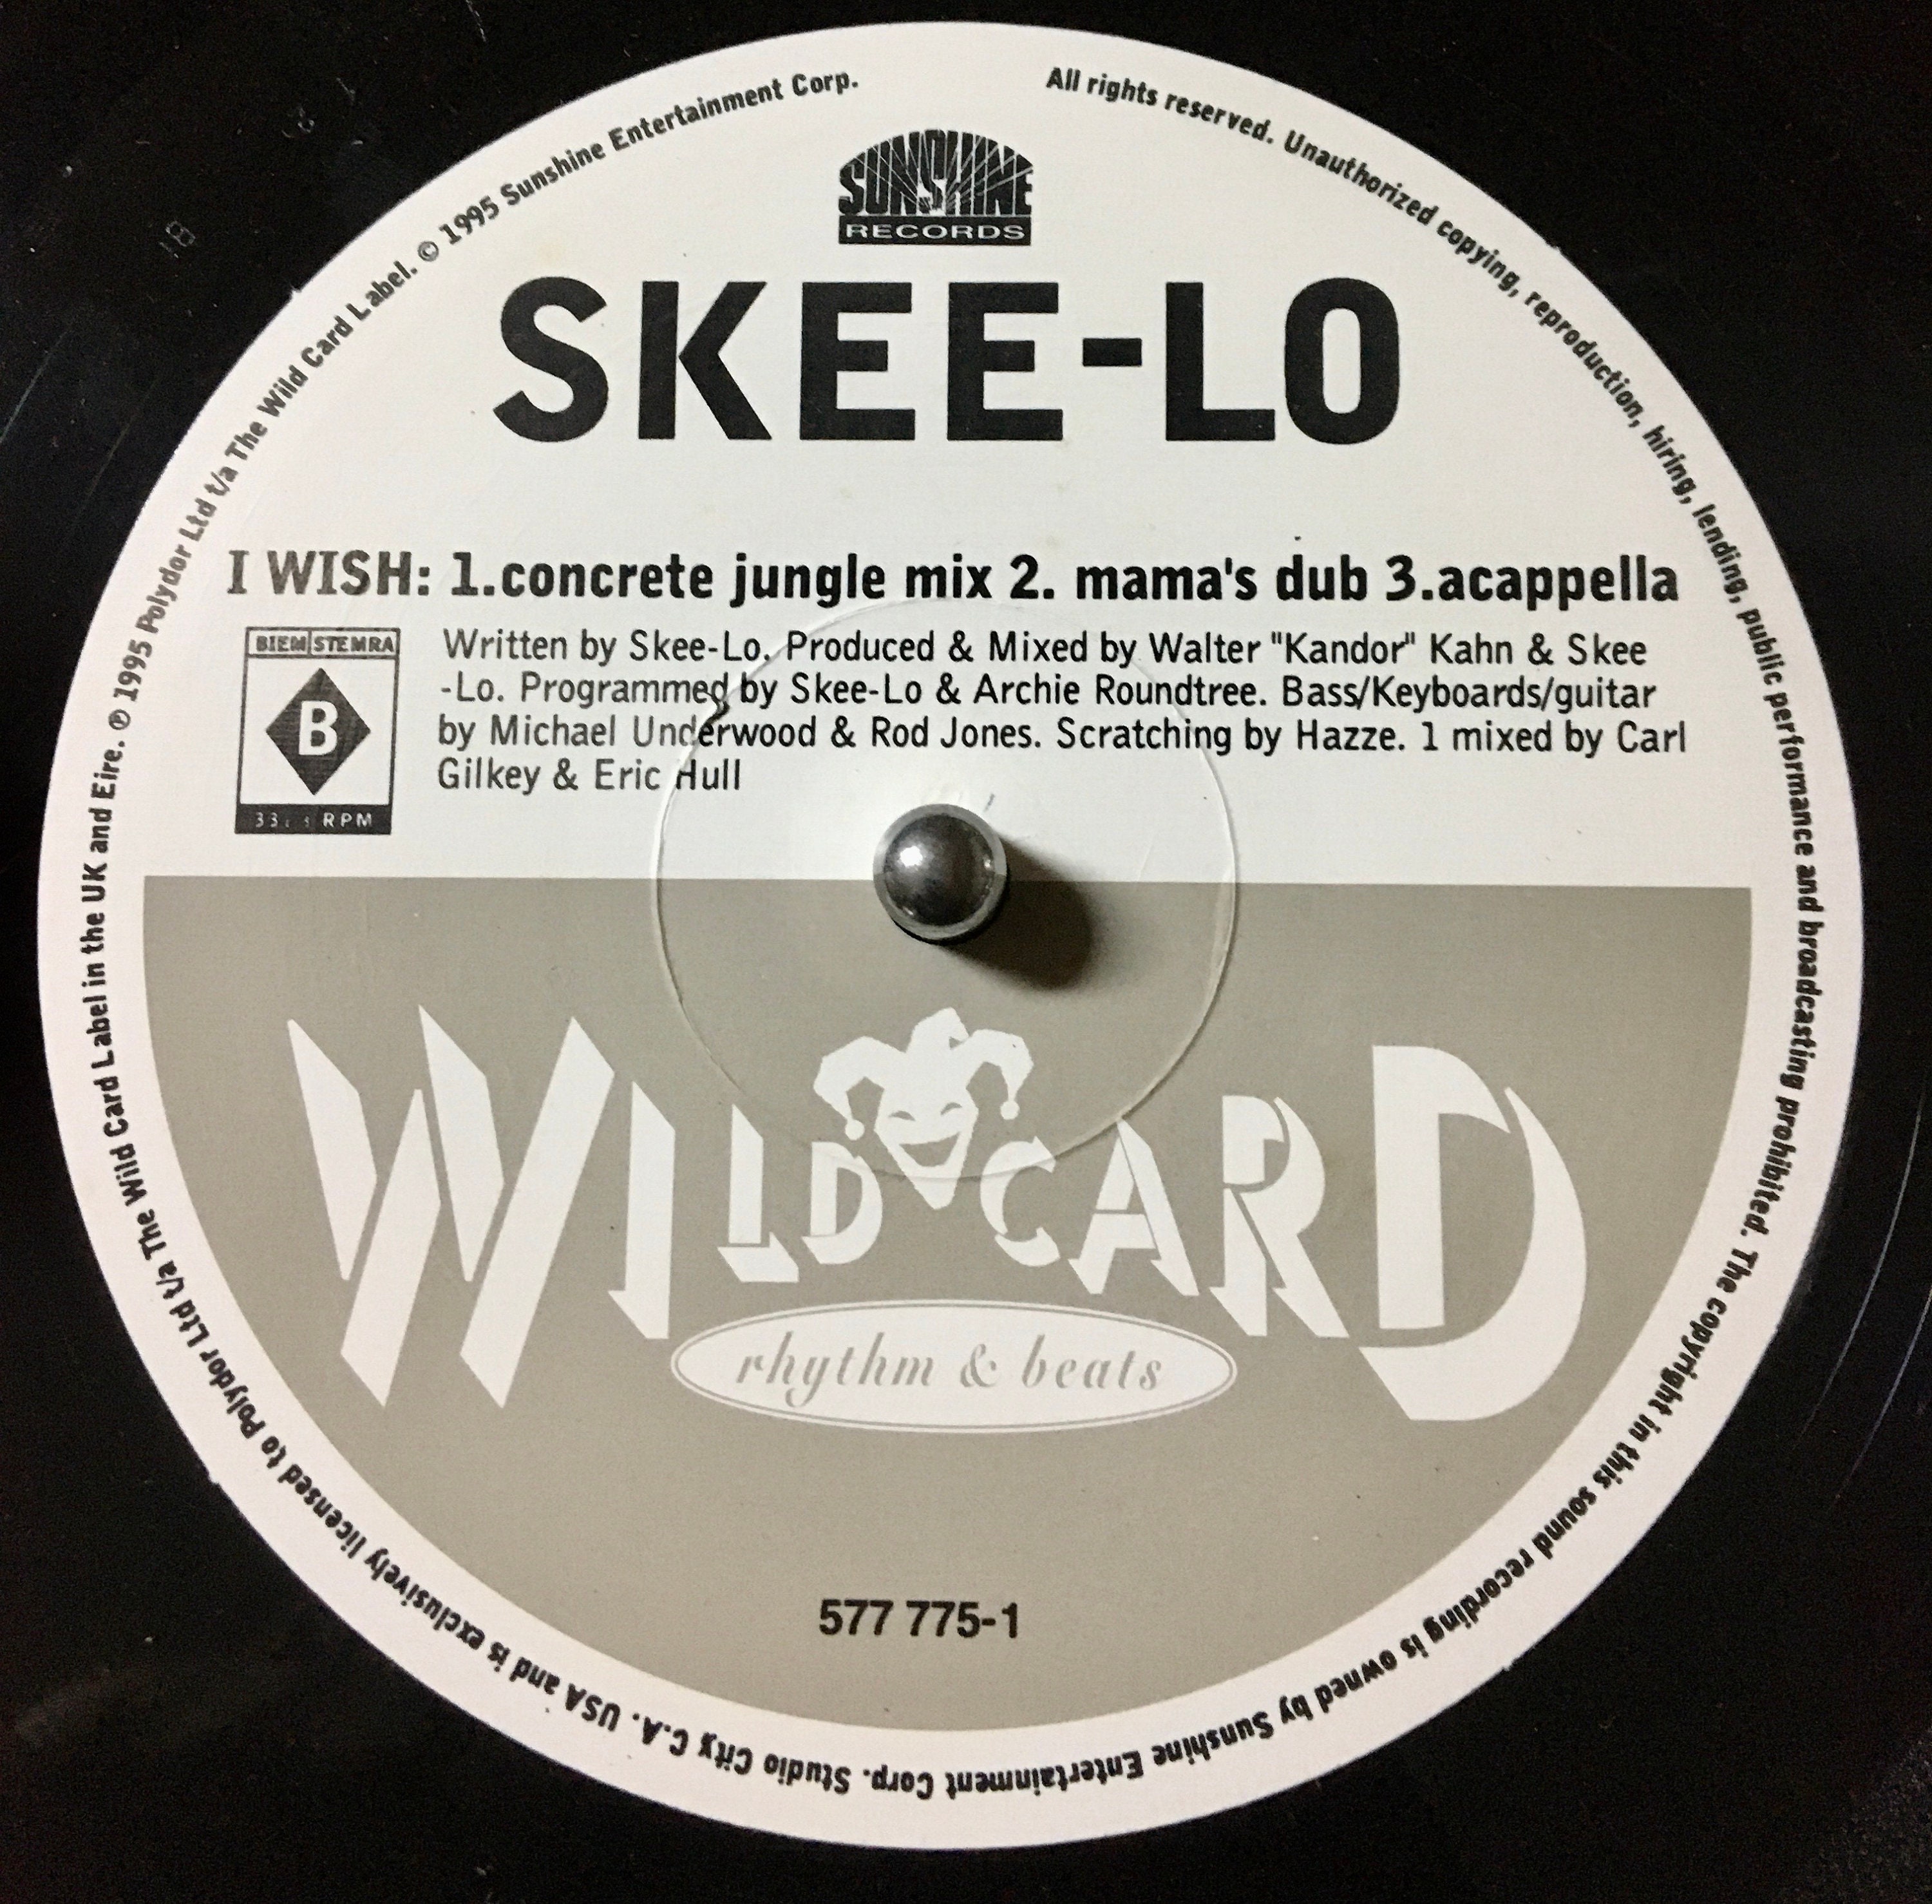 © 1995 Sunshine Entertainment Corp.
All rights reserved. Unauthorized copying, reproduction, hiring, lending, public performance and broadcasting prohibited. The copyright in this sound recording is owned by Sunshine Entertainment Corp. Studio City C.A. USA and is exclusively licensed to Polydor Ltd t/a The Wild Card Label in the UK and Eire. ℗ 1995 Polydor Ltd t/a The Wild Card Label.
SUNSHINE
RECORDS
SKEE-LO
I WISH: 1.concrete jungle mix 2. mama's dub 3.acappella
BIEM STEMRA
B
RPM
Written by Skee-Lo. Produced & Mixed by Walter "Kandor" Kahn & Skee
-Lo. Programmed by Skee-Lo & Archie Roundtree. Bass/Keyboards/guitar
by Michael Underwood & Rod Jones. Scratching by Hazze. 1 mixed by Carl
Gilkey & Eric Hull
WILD CARD
rhythm & beats
577 775-1